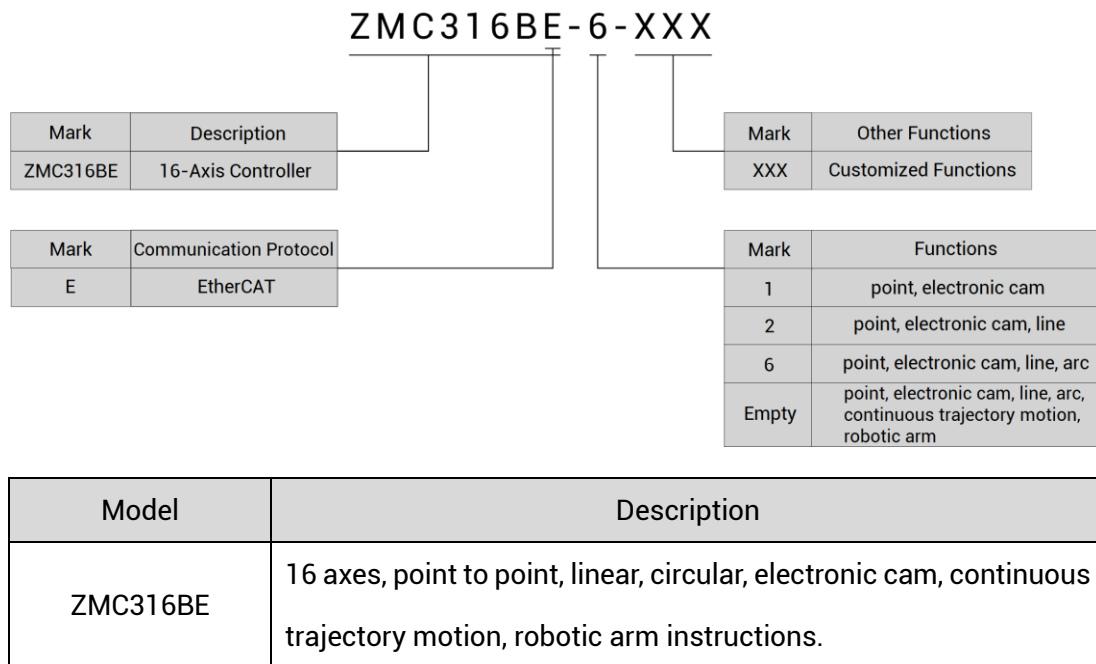 ZMC316BE-6-XXX
Mark Description
ZMC316BE 16-Axis Controller
Mark Communication Protocol
E EtherCAT
Mark Other Functions
XXX Customized Functions
Mark Functions
1 point, electronic cam
2 point, electronic cam, line
6 point, electronic cam, line, arc
Empty point, electronic cam, line, arc,
continuous trajectory motion,
robotic arm
Model Description
ZMC316BE 16 axes, point to point, linear, circular, electronic cam, continuous
trajectory motion, robotic arm instructions.